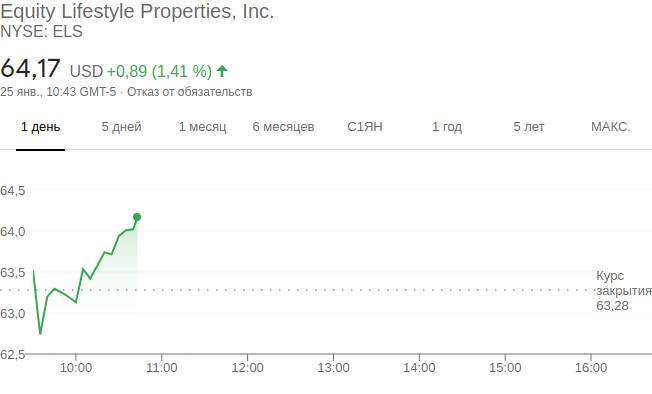 Equity Lifestyle Properties, Inc.
NYSE: ELS
64,17 USD +0,89 (1,41 %)
25 янв., 10:43 GMT-5 · Отказ от обязательств
1 день 5 дней 1 месяц 6 месяцев С1ЯН 1 год 5 лет МАКС.
64,5
64,0
63,5
63,0
62,5
Курс
закрытия
63,28
10:00 11:00 12:00 13:00 14:00 15:00 16:00